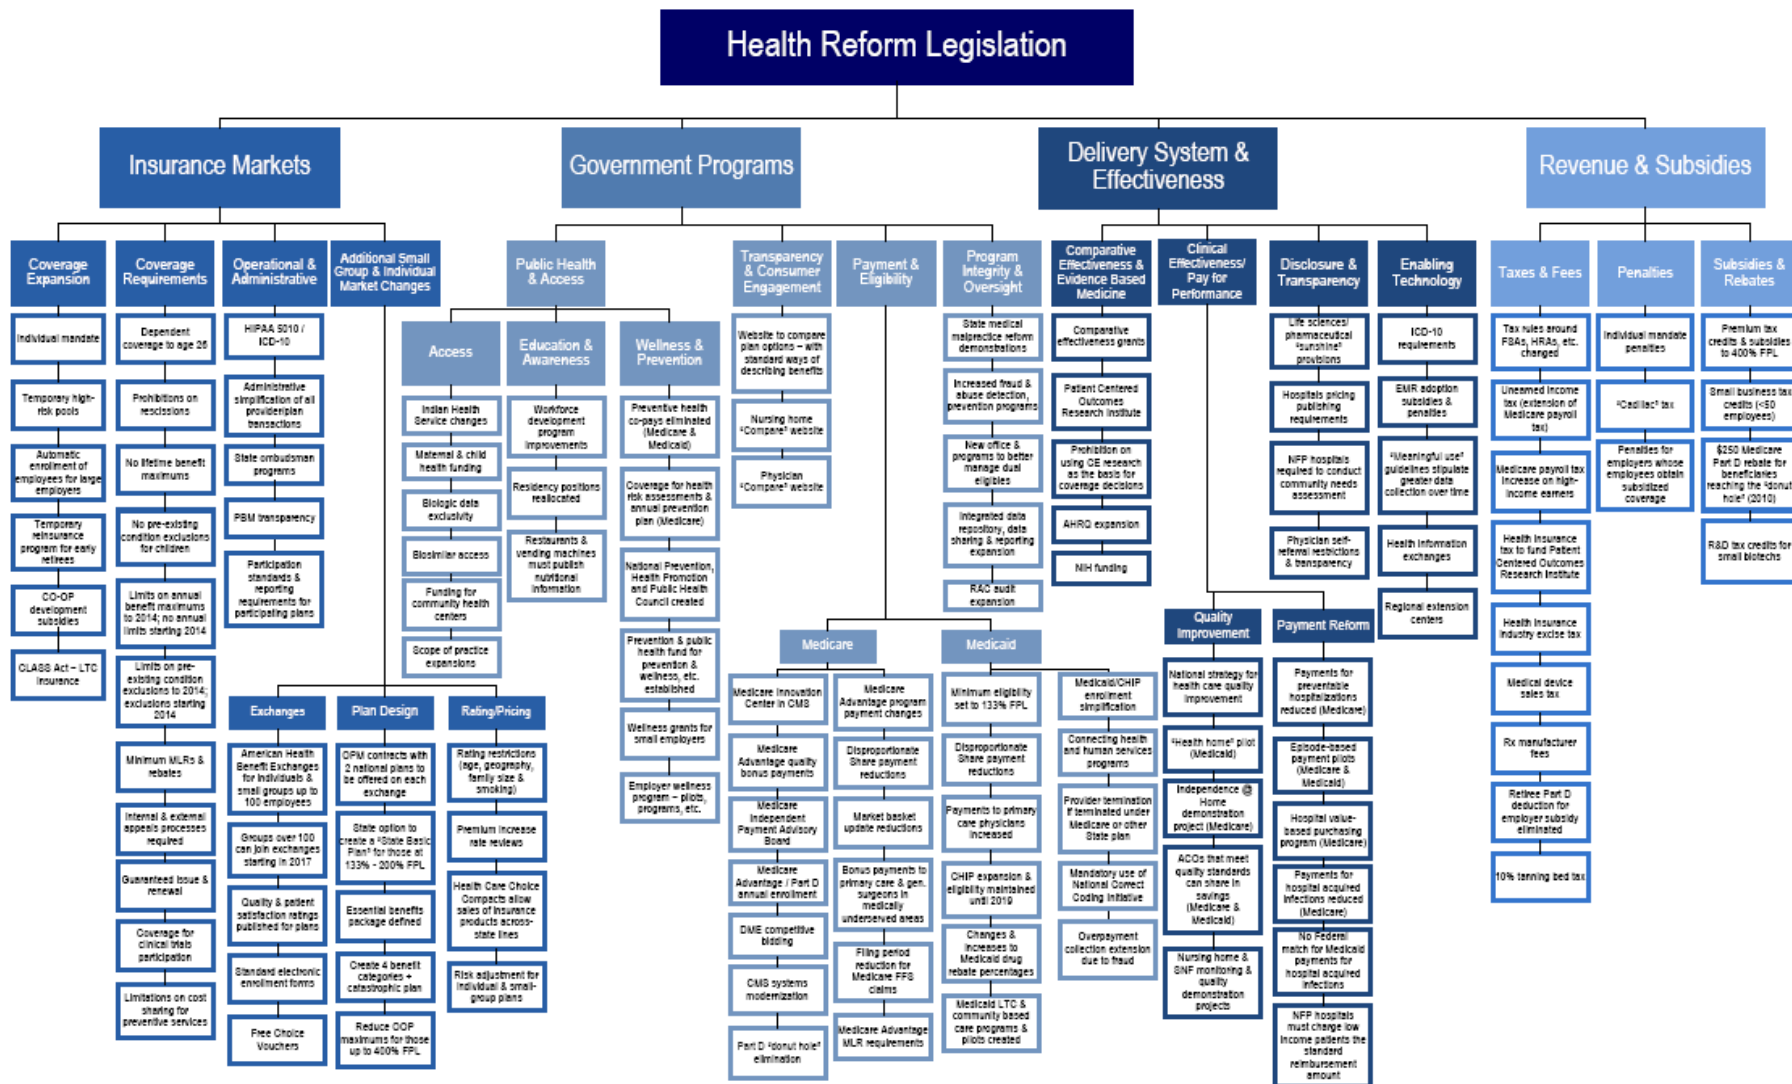 Health Reform Legislation
Insurance Markets
Government Programs
Delivery System &
Effectiveness
Revenue & Subsidies
Coverage
Expansion
Coverage
Requirements
Operational &
Administrative
Additional Small
Group & Individual
Market Changes
Public Health
& Access
Transparency
& Consumer
Engagement
Payment &
Eligibility
Program
Integrity &
Oversight
Comparative
Effectiveness &
Evidence Based
Medicine
Clinical
Effectiveness/
Pay for
Performance
Disclosure &
Transparency
Enabling
Technology
Taxes & Fees
Penalties
Subsidies
& Rebates
Individual mandate
Temporary high-
risk pools
Automatic
enrollment of
employees for large
employers
Temporary
reinsurance
program for early
retirees
CO-OP
development
subsidies
CLASS Act – LTC
Insurance
Dependent
coverage to age 26
Prohibitions on
rescissions
No lifetime benefit
maximums
No pre-existing
condition exclusions
for children
Limits on annual
benefit maximums
to 2014; no annual
limits starting 2014
Limits on pre-
existing condition
exclusions to 2014;
exclusions starting
2014
Minimum MLRs &
rebates
Internal & external
appeals processes
required
Guaranteed issue &
renewal
Coverage for
clinical trials
participation
Limitations on cost
sharing for
preventive services
HIPAA 5010 /
ICD-10
Administrative
simplification of all
provider/plan
transactions
State ombudsman
programs
PBM transparency
Participation
standards &
reporting
requirements for
participating plans
Exchanges
American Health
Benefit Exchanges
for individuals &
small groups up to
100 employees
Groups over 100
can join exchanges
starting in 2017
Quality & patient
satisfaction ratings
published for plans
Standard electronic
enrollment forms
Free Choice
Vouchers
Plan Design
OPM contracts with
2 national plans to
be offered on each
exchange
State option to
create a “State Basic
Plan” for those at
133% - 200% FPL
Essential benefits
package defined
Create 4 benefit
categories +
catastrophic plan
Reduce OOP
maximums for those
up to 400% FPL
Rating/Pricing
Rating restrictions
(age, geography,
family size &
smoking)
Premium increase
rate reviews
Health Care Choice
Compacts allow
sales of insurance
products across-
state lines
Risk adjustment for
individual & small-
group plans
Access
Indian Health
Service changes
Maternal & child
health funding
Biologic data
exclusivity
Biosimilar access
Funding for
community health
centers
Scope of practice
expansions
Education &
Awareness
Workforce
development
program
improvements
Residency positions
reallocated
Restaurants &
vending machines
must publish
nutritional
information
Wellness &
Prevention
Preventive health
co-pays eliminated
(Medicare &
Medicaid)
Coverage for health
risk assessments &
annual prevention
plan (Medicare)
National Prevention,
Health Promotion
and Public Health
Council created
Prevention & public
health fund for
prevention &
wellness, etc.
established
Wellness grants for
small employers
Employer wellness
program – pilots,
programs, etc.
Website to compare
plan options – with
standard ways of
describing benefits
Nursing home
“Compare” website
Physician
“Compare” website
Medicare
Medicare Innovation
Center in CMS
Medicare
Advantage quality
bonus payments
Medicare
Independent
Payment Advisory
Board
Medicare
Advantage / Part D
annual enrollment
DME competitive
bidding
CMS systems
modernization
Part D “donut hole”
elimination
Medicare
Advantage program
payment changes
Disproportionate
Share payment
reductions
Market basket
update reductions
Bonus payments to
primary care & gen.
surgeons in
medically
underserved areas
Filing period
reduction for
Medicare FFS
claims
Medicare Advantage
MLR requirements
Medicaid
Minimum eligibility
set to 133% FPL
Disproportionate
Share payment
reductions
Payments to primary
care physicians
increased
CHIP expansion &
eligibility maintained
until 2019
Changes &
increases to
Medicaid drug
rebate percentages
Medicaid LTC &
community based
care programs &
pilots created
Medicaid/CHIP
enrollment
simplification
Connecting health
and human services
programs
Provider termination
if terminated under
Medicare or other
State plan
Mandatory use of
National Correct
Coding Initiative
Overpayment
collection extension
due to fraud
State medical
malpractice reform
demonstrations
Increased fraud &
abuse detection,
prevention programs
New office &
programs to better
manage dual
eligibles
Integrated data
repository, data
sharing & reporting
expansion
RAC audit
expansion
Comparative
effectiveness grants
Patient Centered
Outcomes
Research Institute
Prohibition on
using CE research
as the basis for
coverage decisions
AHRQ expansion
NIH funding
Quality
Improvement
National strategy for
health care quality
improvement
“Health home” pilot
(Medicaid)
Independence @
Home
demonstration
project (Medicare)
ACOs that meet
quality standards
can share in
savings
(Medicare &
Medicaid)
Nursing home &
SNF monitoring &
quality
demonstration
projects
Payment Reform
Payments for
preventable
hospitalizations
reduced (Medicare)
Episode-based
payment pilots
(Medicare &
Medicaid)
Hospital value-
based purchasing
program (Medicare)
Payments for
hospital acquired
infections reduced
(Medicare)
No Federal
match for Medicaid
payments for
hospital acquired
infections
NFP hospitals
must charge low
income patients the
standard
reimbursement
amount
Life sciences/
pharmaceutical
“sunshine”
provisions
Hospitals pricing
publishing
requirements
NFP hospitals
required to conduct
community needs
assessment
Physician self-
referral restrictions
& transparency
ICD-10
requirements
EMR adoption
subsidies &
penalties
“Meaningful use”
guidelines stipulate
greater data
collection over time
Health information
exchanges
Regional extension
centers
Tax rules around
FSAs, HRAs, etc.
changed
Unearned income
tax (extension of
Medicare payroll
tax)
Medicare payroll tax
increase on high-
income earners
Health insurance
tax to fund Patient
Centered Outcomes
Research Institute
Health insurance
industry excise tax
Medical device
sales tax
Rx manufacturer
fees
Retiree Part D
deduction for
employer subsidy
eliminated
10% tanning bed tax
Individual mandate
penalties
“Cadillac” tax
Penalties for
employers whose
employees obtain
subsidized
coverage
Premium tax
credits & subsidies
to 400% FPL
Small business tax
credits (<50
employees)
$250 Medicare
Part D rebate for
beneficiaries
reaching the “donut
hole” (2010)
R&D tax credits for
small biotechs